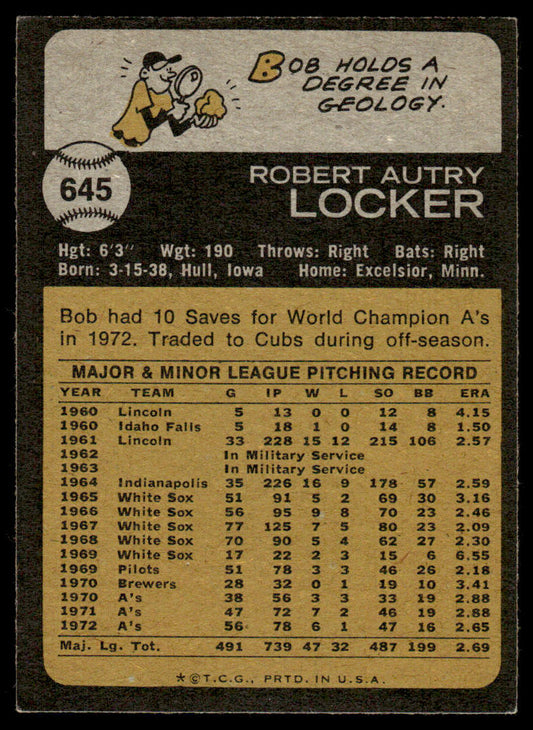 BOB HOLDS A
DEGREE IN
GEOLOGY.
645
ROBERT AUTRY
LOCKER
Hgt: 6'3" Wgt: 190 Throws: Right Bats: Right
Born: 3-15-38, Hull, Iowa Home: Excelsior, Minn.
Bob had 10 Saves for World Champion A's
in 1972. Traded to Cubs during off-season.
MAJOR & MINOR LEAGUE PITCHING RECORD
YEAR TEAM G IP W L SO BB ERA
1960 Lincoln 5 13 0 0 12 8 4.15
1960 Idaho Falls 5 18 1 0 14 8 1.50
1961 Lincoln 33 228 15 12 215 106 2.57
1962 In Military Service
1963 In Military Service
1964 Indianapolis 35 226 16 9 178 57 2.59
1965 White Sox 51 91 5 2 69 30 3.16
1966 White Sox 56 95 9 8 70 23 2.46
1967 White Sox 77 125 7 5 80 23 2.09
1968 White Sox 70 90 5 4 62 27 2.30
1969 White Sox 17 22 2 3 15 6 6.55
1969 Pilots 51 78 3 3 46 26 2.18
1970 Brewers 28 32 0 1 19 10 3.41
1970 A's 38 56 3 3 33 19 2.88
1971 A's 47 72 7 2 46 19 2.88
1972 A's 56 78 6 1 47 16 2.65
Maj. Lg. Tot. 491 739 47 32 487 199 2.69
*©T.C.G., PRTD. IN U.S.A.